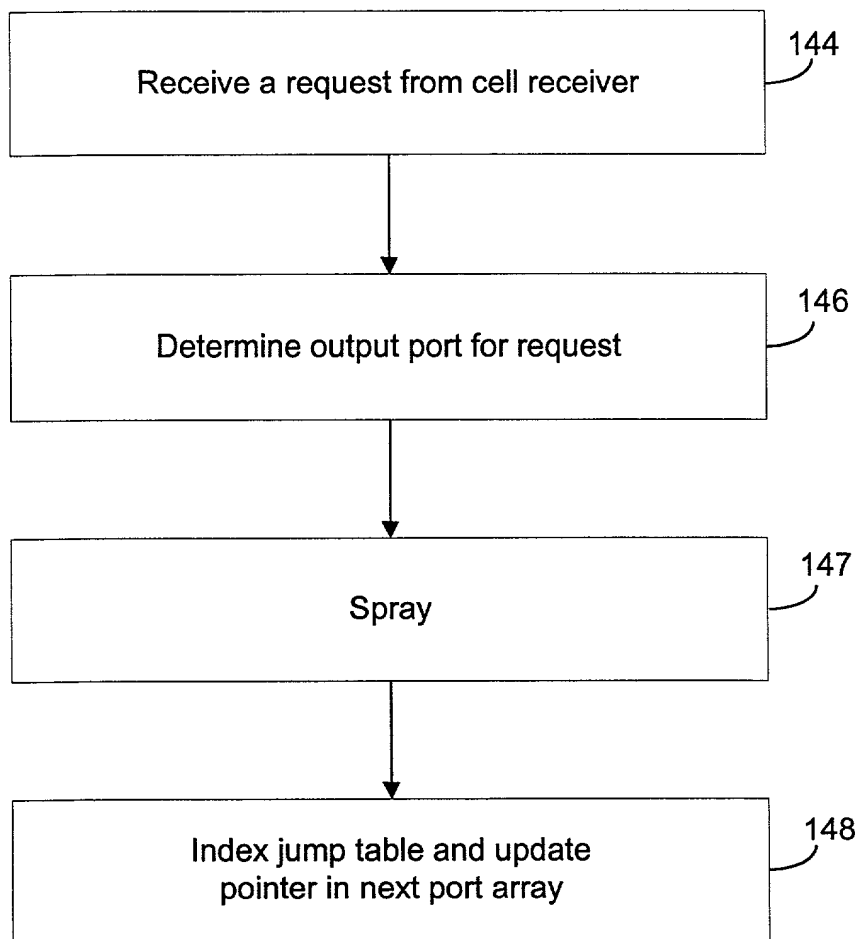 144
Receive a request from cell receiver
146
Determine output port for request
147
Spray
148
Index jump table and update
pointer in next port array